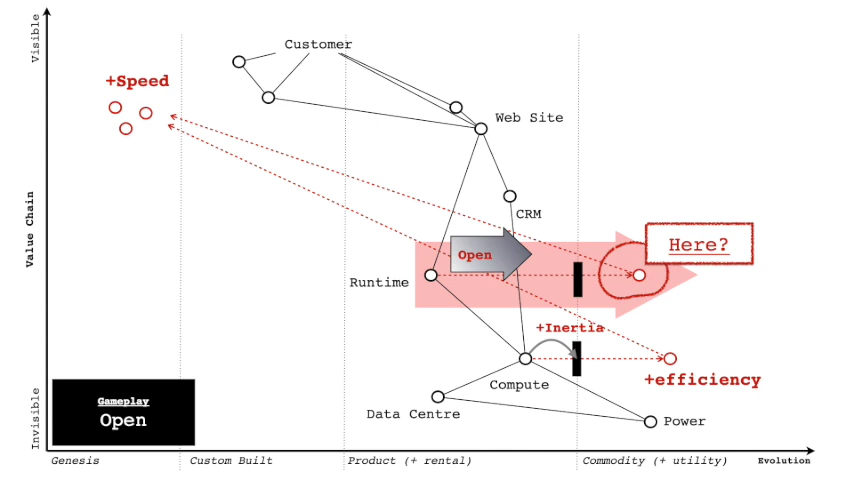 Visible
Customer
+Speed
Web Site
Value Chain
CRM
Here?
Open
Runtime
+Inertia
+efficiency
Compute
Invisible
Gameplay
Open
Data Centre
Power
Genesis
Custom Built
Product (+ rental)
Commodity (+ utility)
Evolution